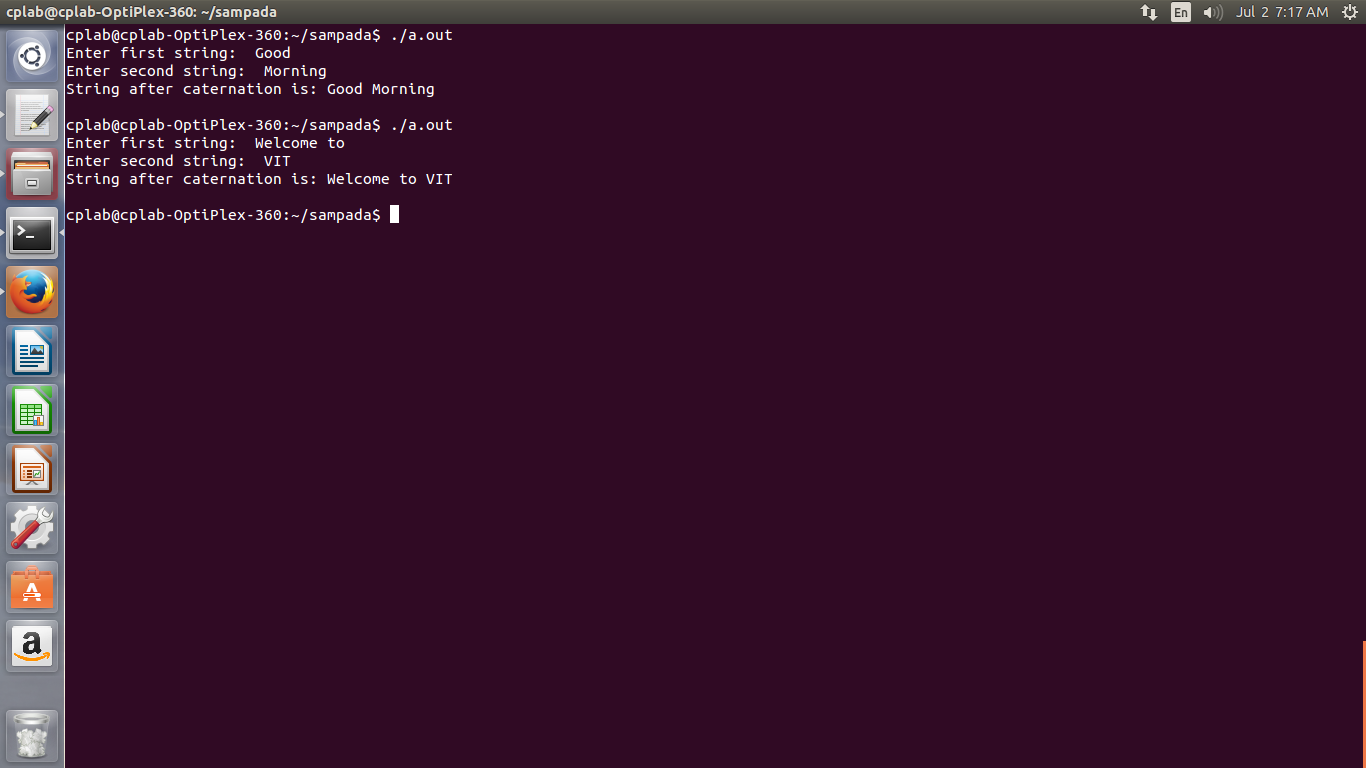 cplab@cplab-OptiPlex-360: ~/sampada
En
Jul 2 7:17 AM
cplab@cplab-OptiPlex-360:~/sampada$ ./a.out
Enter first string:  Good
Enter second string:  Morning
String after caternation is: Good Morning
cplab@cplab-OptiPlex-360:~/sampada$ ./a.out
Enter first string:  Welcome to
Enter second string:  VIT
String after caternation is: Welcome to VIT
cplab@cplab-OptiPlex-360:~/sampada$